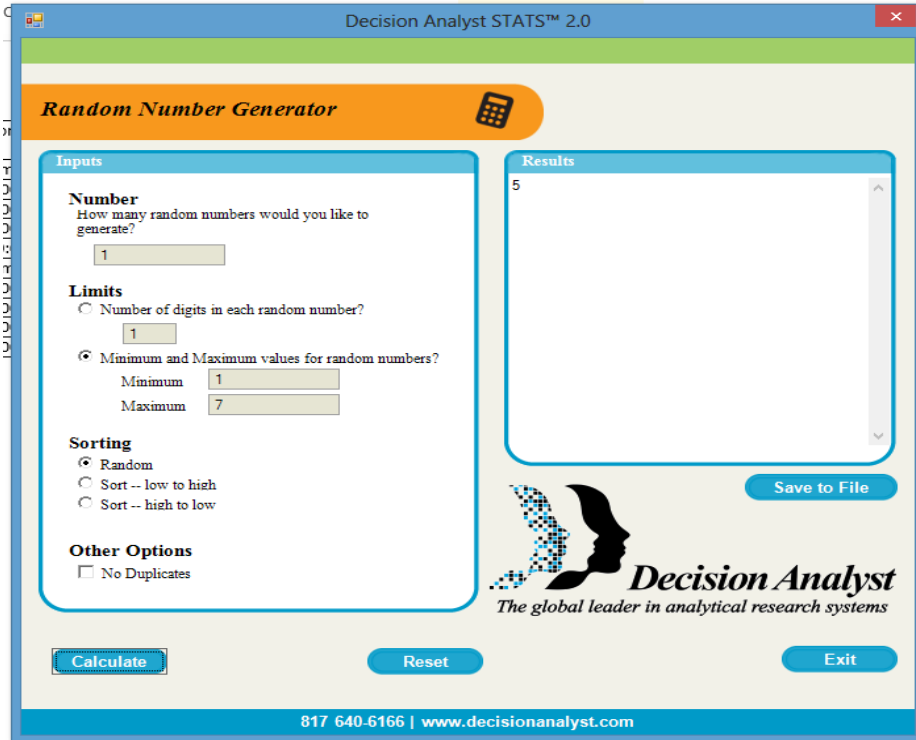 Decision Analyst STATS™ 2.0
Random Number Generator
Inputs
Number
How many random numbers would you like to
generate?
1
Limits
Number of digits in each random number?
1
Minimum and Maximum values for random numbers?
Minimum 1
Maximum 7
Sorting
Random
Sort -- low to high
Sort -- high to low
Other Options
No Duplicates
Results
5
Save to File
Decision Analyst
The global leader in analytical research systems
Calculate
Reset
Exit
817 640-6166 | www.decisionanalyst.com